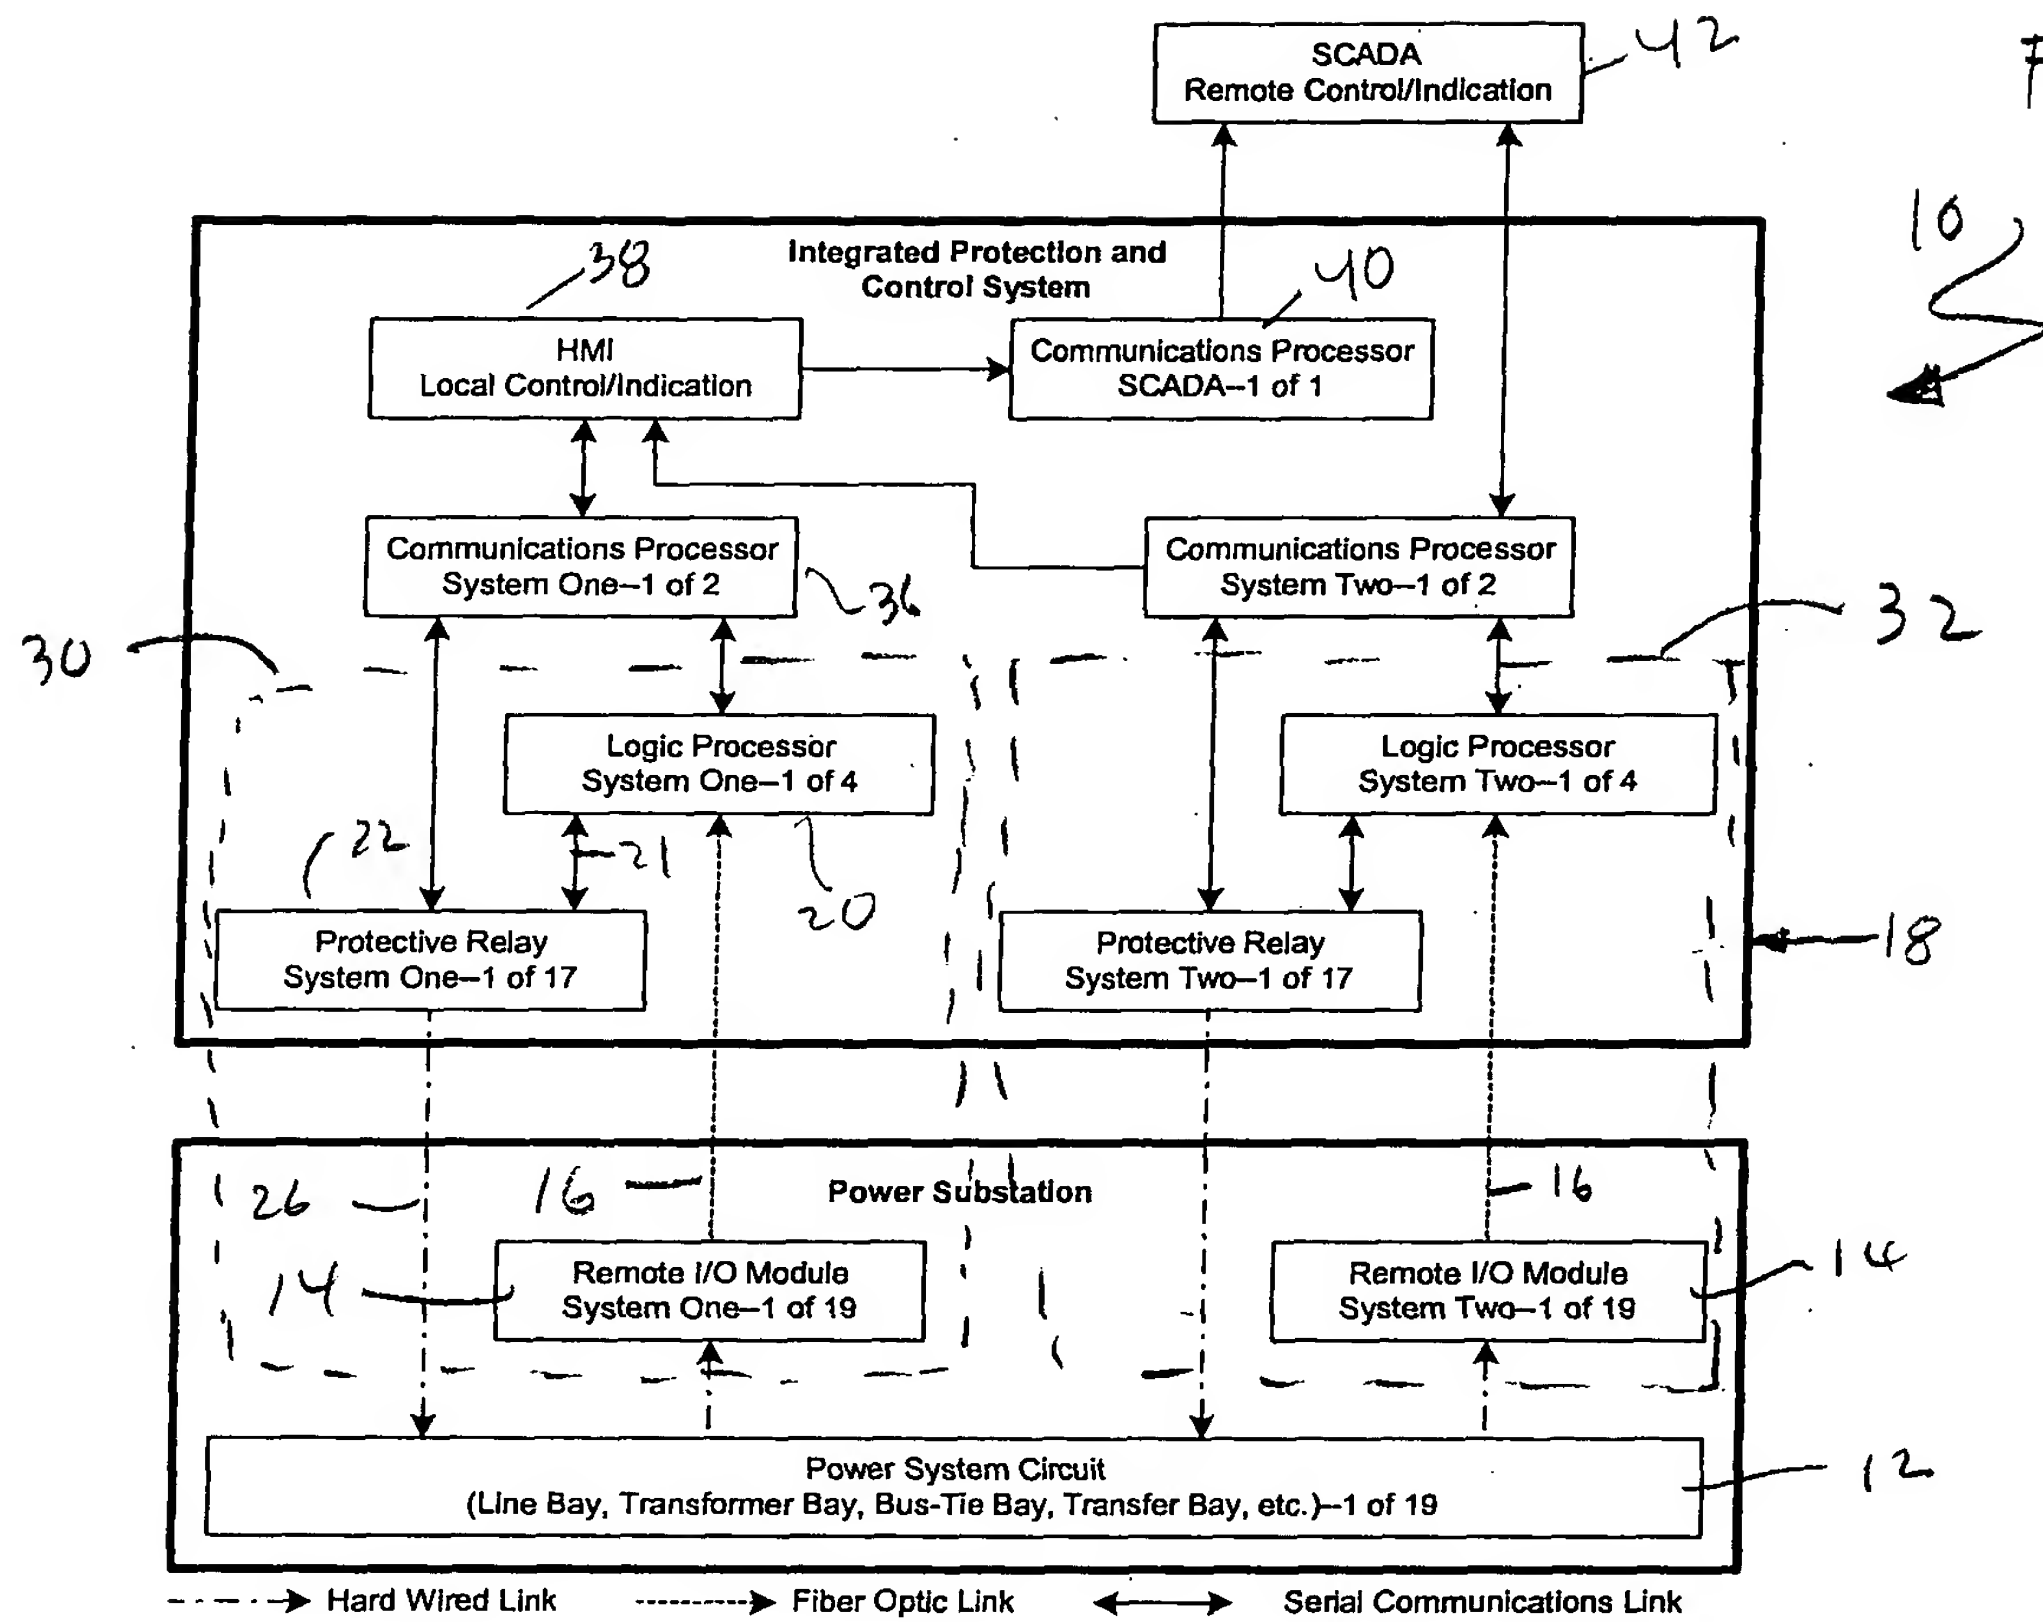 SCADA
Remote Control/Indication
42
F
10
Integrated Protection and
Control System
38
40
HMI
Local Control/Indication
Communications Processor
SCADA–1 of 1
Communications Processor
System One–1 of 2
36
Communications Processor
System Two–1 of 2
30
32
Logic Processor
System One–1 of 4
Logic Processor
System Two–1 of 4
22
21
20
Protective Relay
System One–1 of 17
Protective Relay
System Two–1 of 17
18
26
16
Power Substation
16
14
Remote I/O Module
System One–1 of 19
Remote I/O Module
System Two–1 of 19
14
Power System Circuit
(Line Bay, Transformer Bay, Bus-Tie Bay, Transfer Bay, etc.)–1 of 19
12
Hard Wired Link
Fiber Optic Link
Serial Communications Link